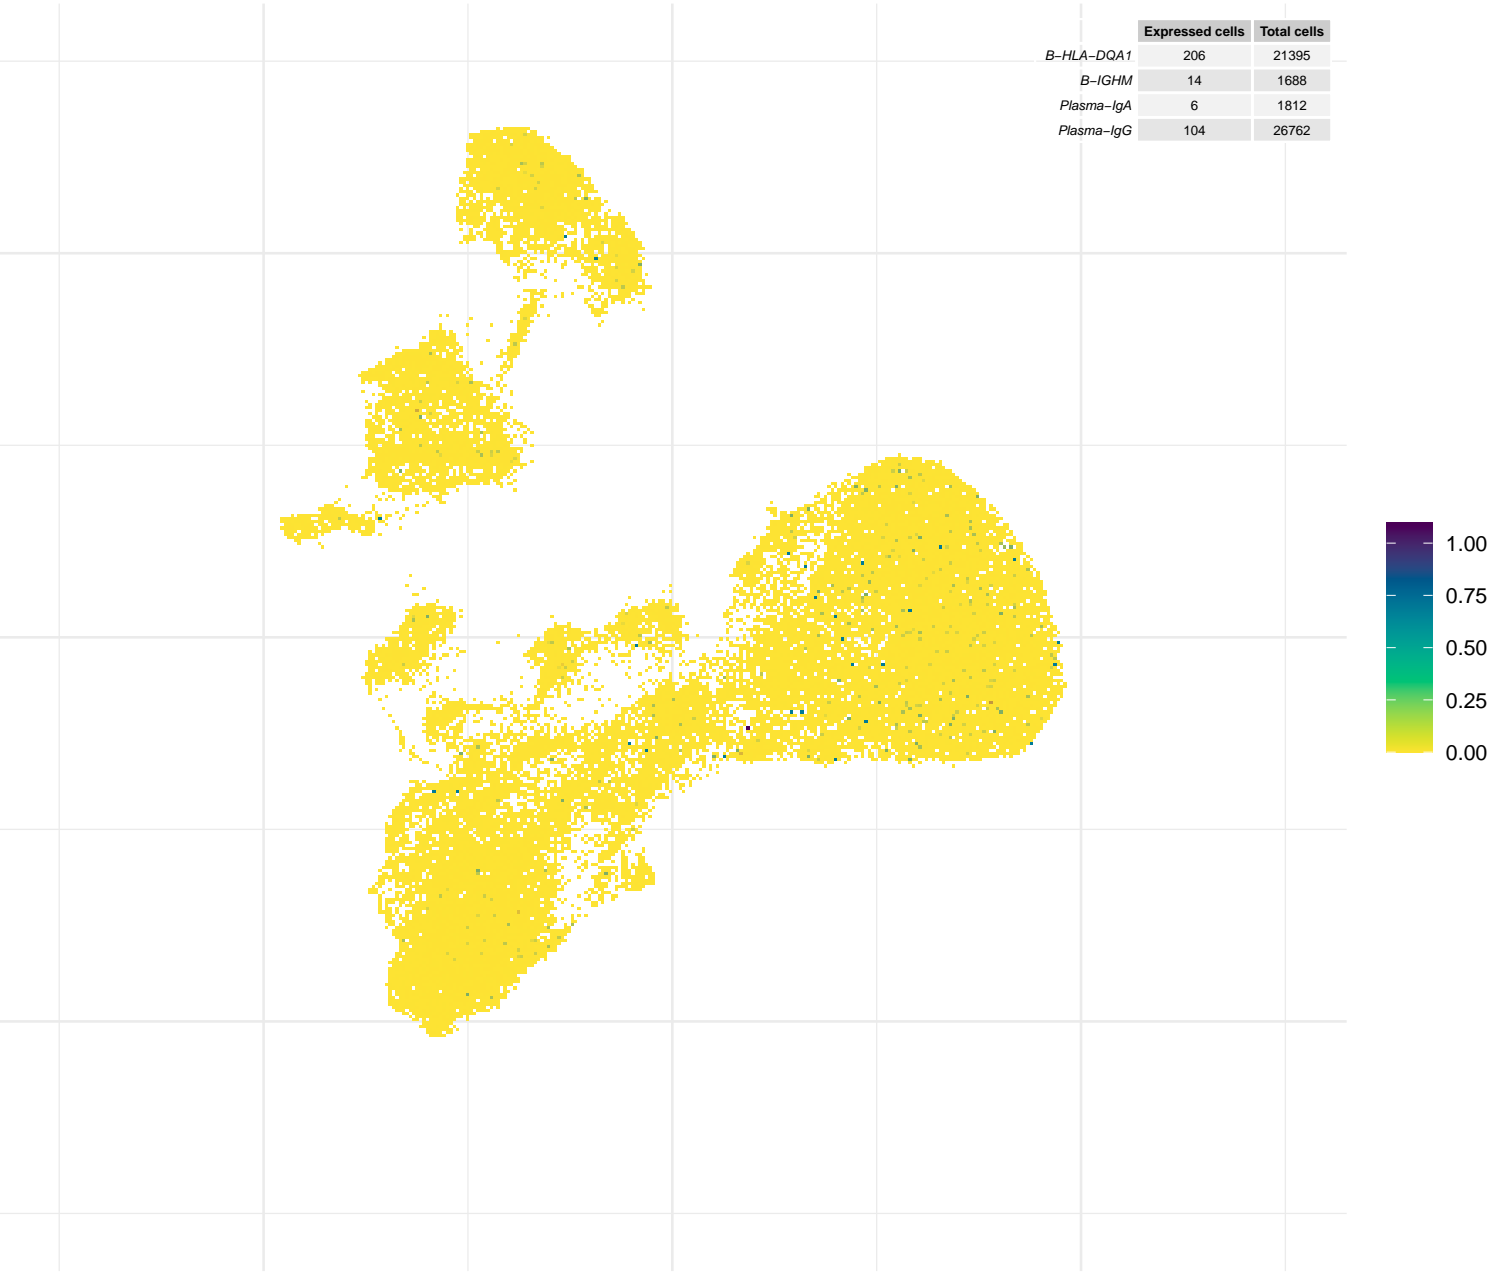 Expressed cells Total cells
B−HLA−DQA1 206 21395
B−IGHM 14 1688
Plasma−IgA 6 1812
Plasma−IgG 104 26762
1.00
0.75
0.50
0.25
0.00